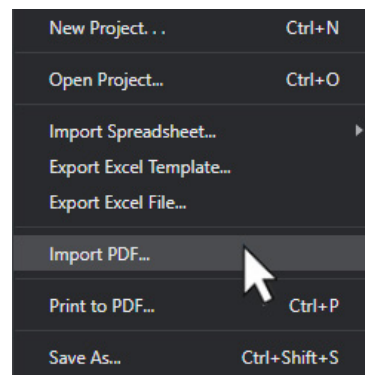 New Project. . . Ctrl+N
Open Project... Ctrl+O
Import Spreadsheet...
Export Excel Template...
Export Excel File...
Import PDF...
Print to PDF... Ctrl+P
Save As... Ctrl+Shift+S